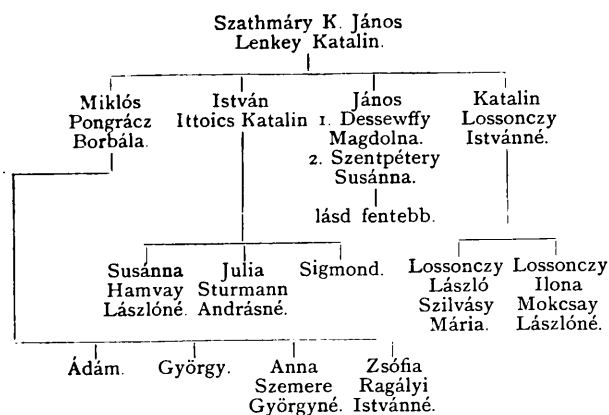 Szathmáry K. János
Lenkey Katalin.
Miklós
Pongrácz
Borbála.
István
Ittoics Katalin
János
1. Dessewffy
Magdolna.
2. Szentpétery
Susánna.
lásd fentebb.
Katalin
Lossonczy
Istvánné.
Susánna
Hamvay
Lászlóné.
Julia
Sturmann
Andrásné.
Sigmond.
Lossonczy
László
Szilvásy
Mária.
Lossonczy
Ilona
Mokcsay
Lászlóné.
Ádám.
György.
Anna
Szemere
Györgyné.
Zsófia
Ragályi
Istvánné.